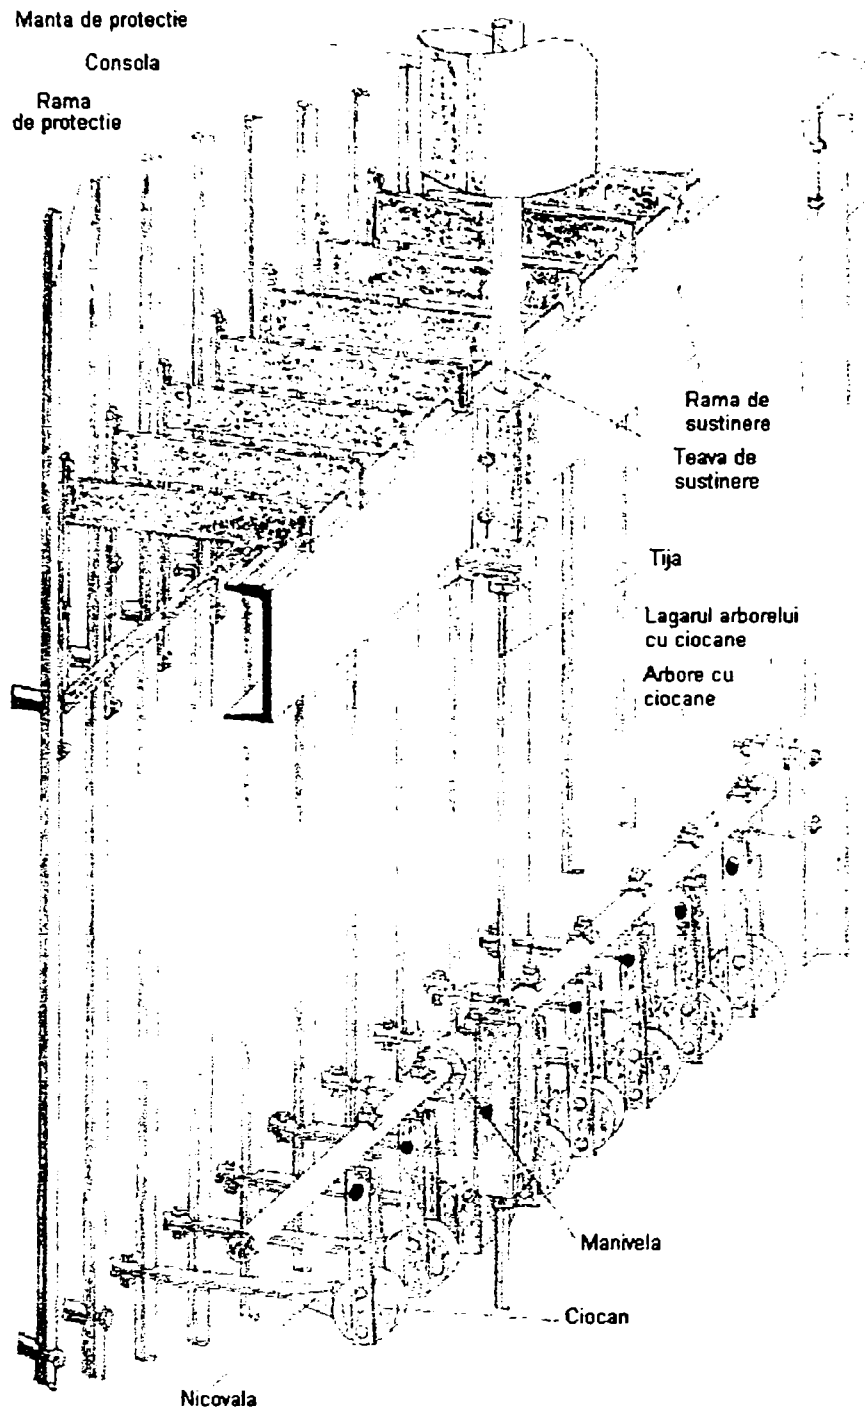 Manta de protectie
Consola
Rama
de protectie
Rama de
sustinere
Teava de
sustinere
Tija
Lagarul arborelui
cu ciocane
Arbore cu
ciocane
Manivela
Ciocan
Nicovala